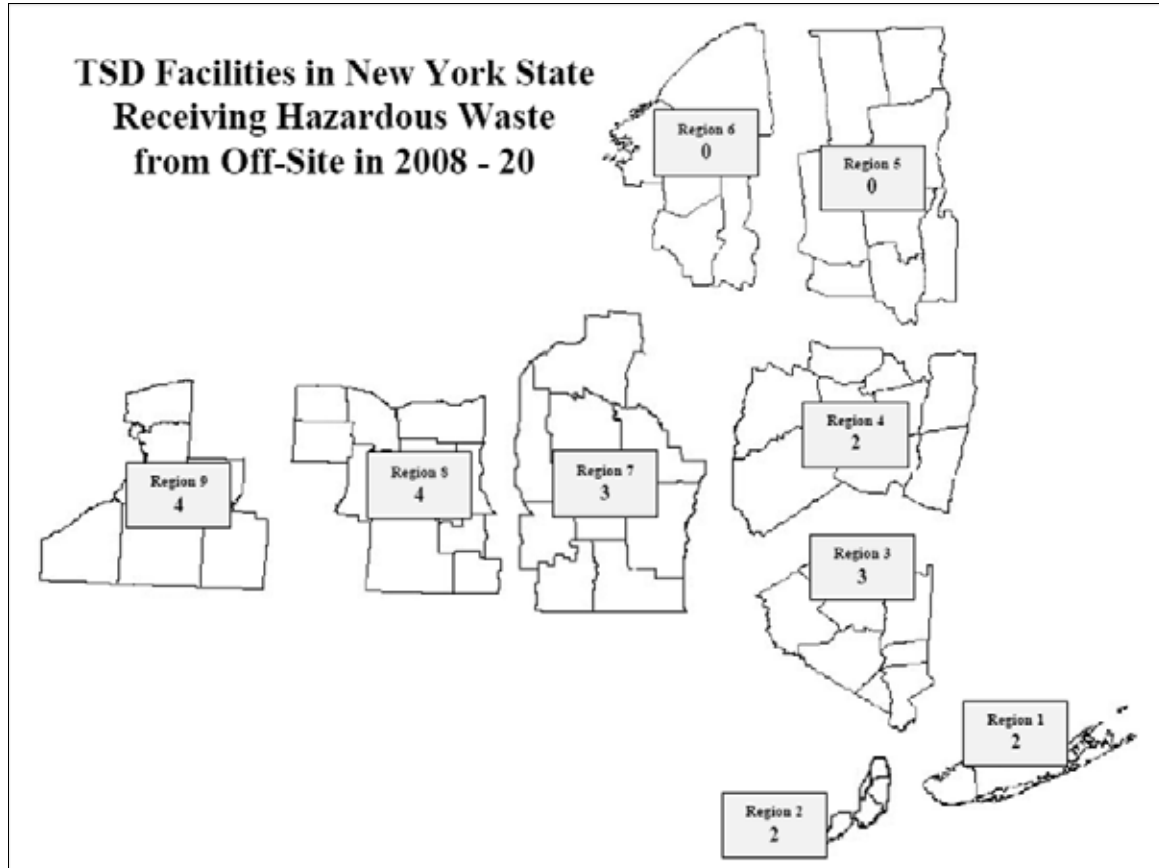 TSD Facilities in New York State
Receiving Hazardous Waste
from Off-Site in 2008 - 20
Region 6
0
Region 5
0
Region 9
4
Region 8
4
Region 7
3
Region 4
2
Region 3
3
Region 1
2
Region 2
2